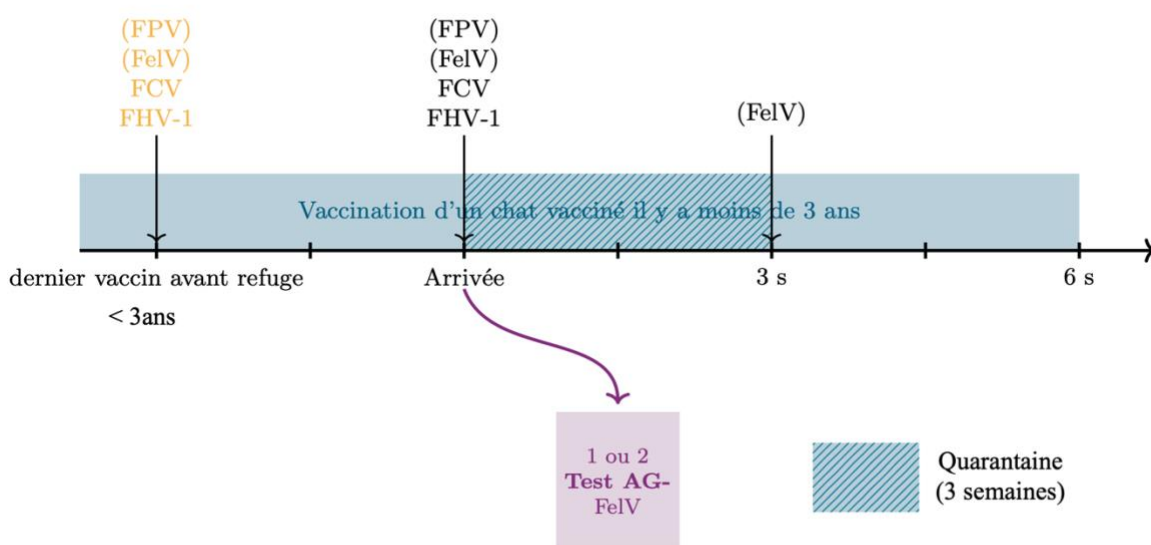 (FPV)
(FelV)
FCV
FHV-1
(FPV)
(FelV)
FCV
FHV-1
(FelV)
Vaccination d'un chat vacciné il y a moins de 3 ans
dernier vaccin avant refuge
< 3ans
Arrivée
3 s
6 s
1 ou 2
Test AG-
FelV
Quarantaine
(3 semaines)